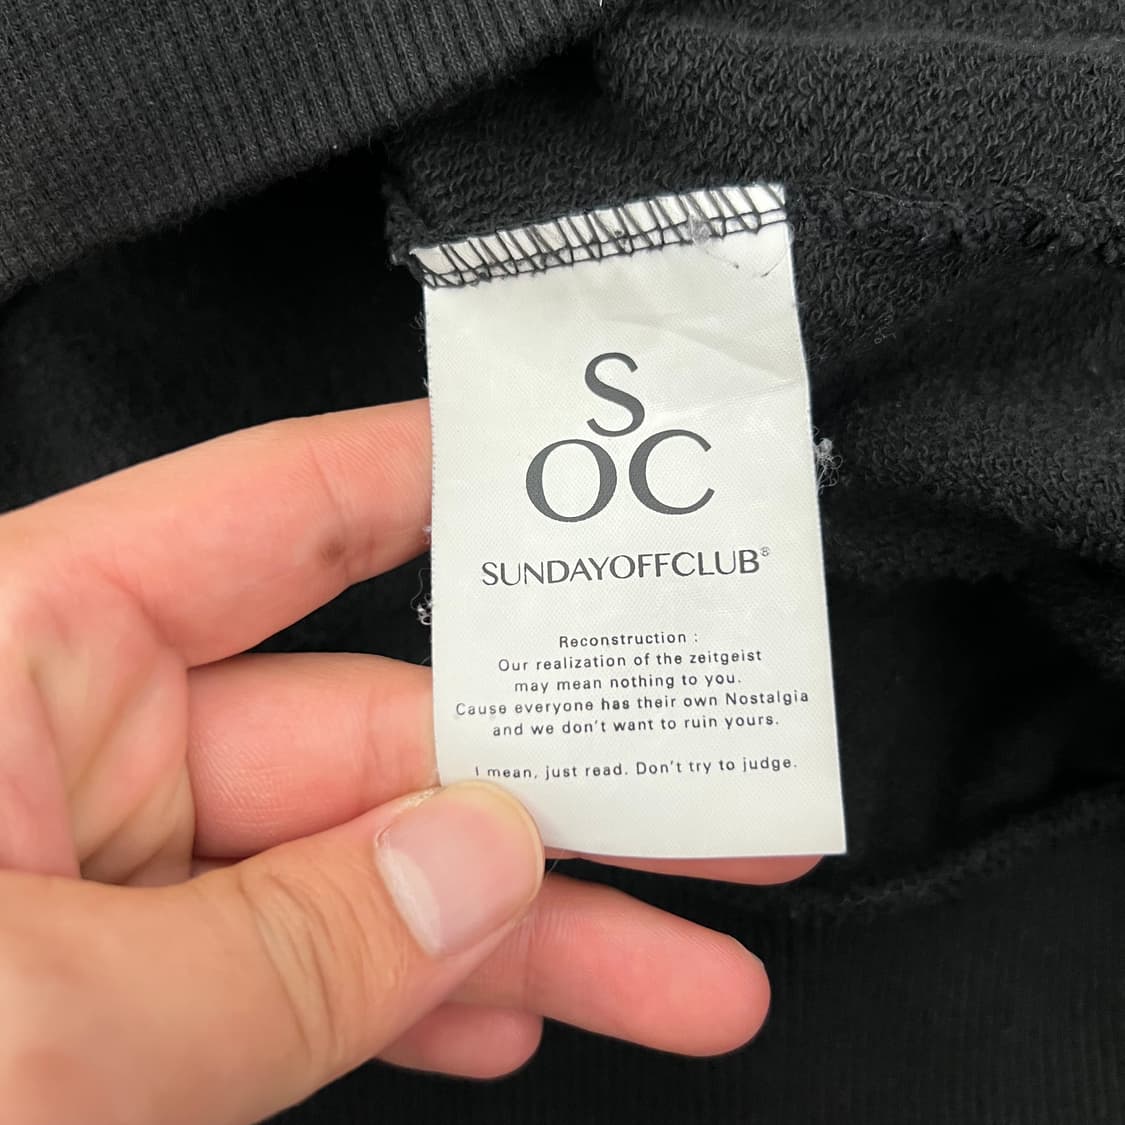 S
OC
SUNDAYOFFCLUB®
Reconstruction :
Our realization of the zeitgeist
may mean nothing to you.
Cause everyone has their own Nostalgia
and we don't want to ruin yours.
I mean, just read. Don't try to judge.